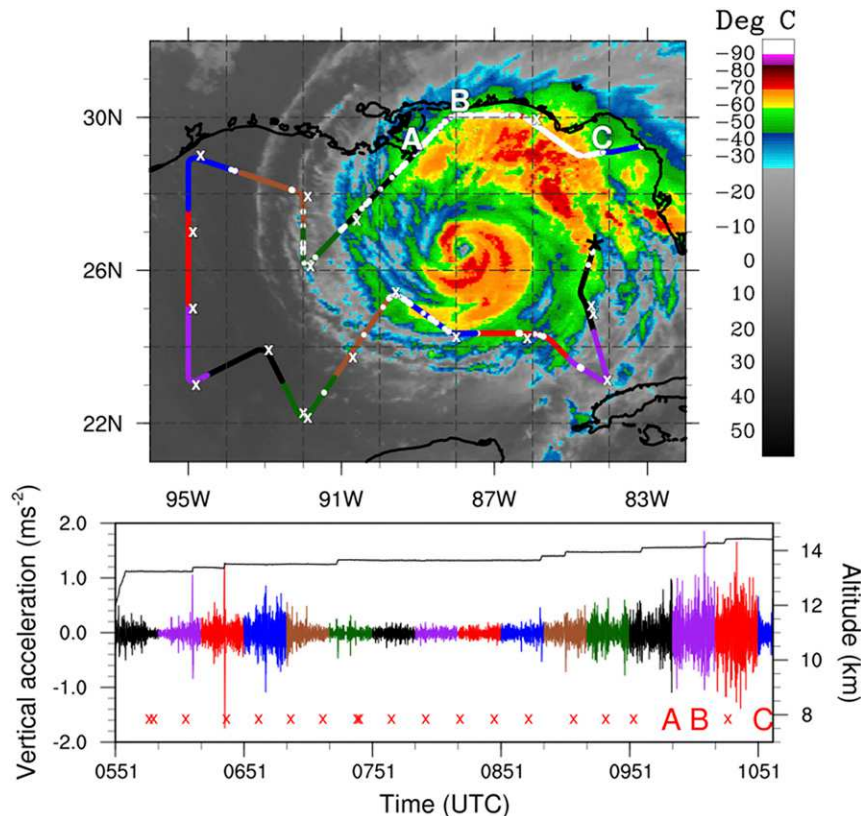 Deg C
-90
-80
-70
-60
-50
-40
-30
-20
-10
0
10
20
30
40
50
30N
26N
22N
95W 91W 87W 83W
A
B
C
x x x x x x x x x x x x x x x x
*
Vertical acceleration (ms-2)
2.0
1.0
0.0
-1.0
-2.0
14
12
10
8
Altitude (km)
x x x x x x x x x x x x x x x x x A B x C
0551 0651 0751 0851 0951 1051
Time (UTC)